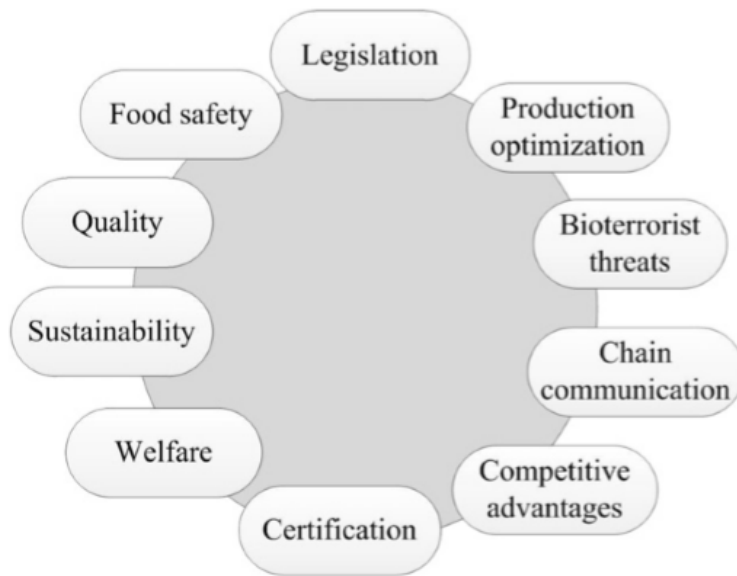 Legislation
Food safety
Production
optimization
Quality
Bioterrorist
threats
Sustainability
Chain
communication
Welfare
Competitive
advantages
Certification